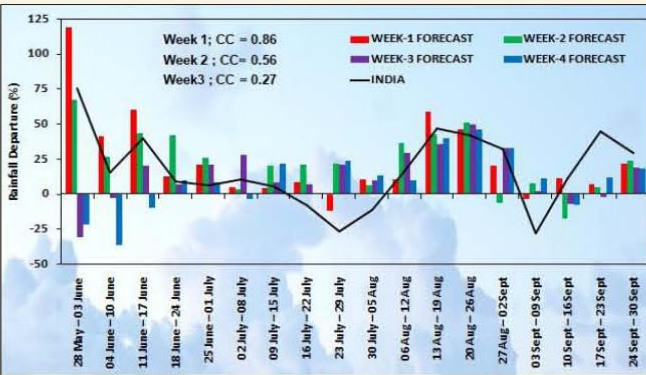 125
100
75
50
25
0
-25
-50
Rainfall Departure (%)
Week 1; CC = 0.86
Week 2 ; CC= 0.56
Week3 ; CC = 0.27
WEEK-1 FORECAST
WEEK-2 FORECAST
WEEK-3 FORECAST
WEEK-4 FORECAST
INDIA
28 May – 03 June
04 June – 10 June
11 June – 17 June
18 June – 24 June
25 June – 01 July
02 July – 08 July
09 July – 15 July
16 July – 22 July
23 July – 29 July
30 July – 05 Aug
06 Aug – 12 Aug
13 Aug – 19 Aug
20 Aug – 26 Aug
27 Aug – 02Sept
03 Sept – 09 Sept
10 Sept – 16 Sept
17 Sept – 23 Sept
24 Sept – 30 Sept